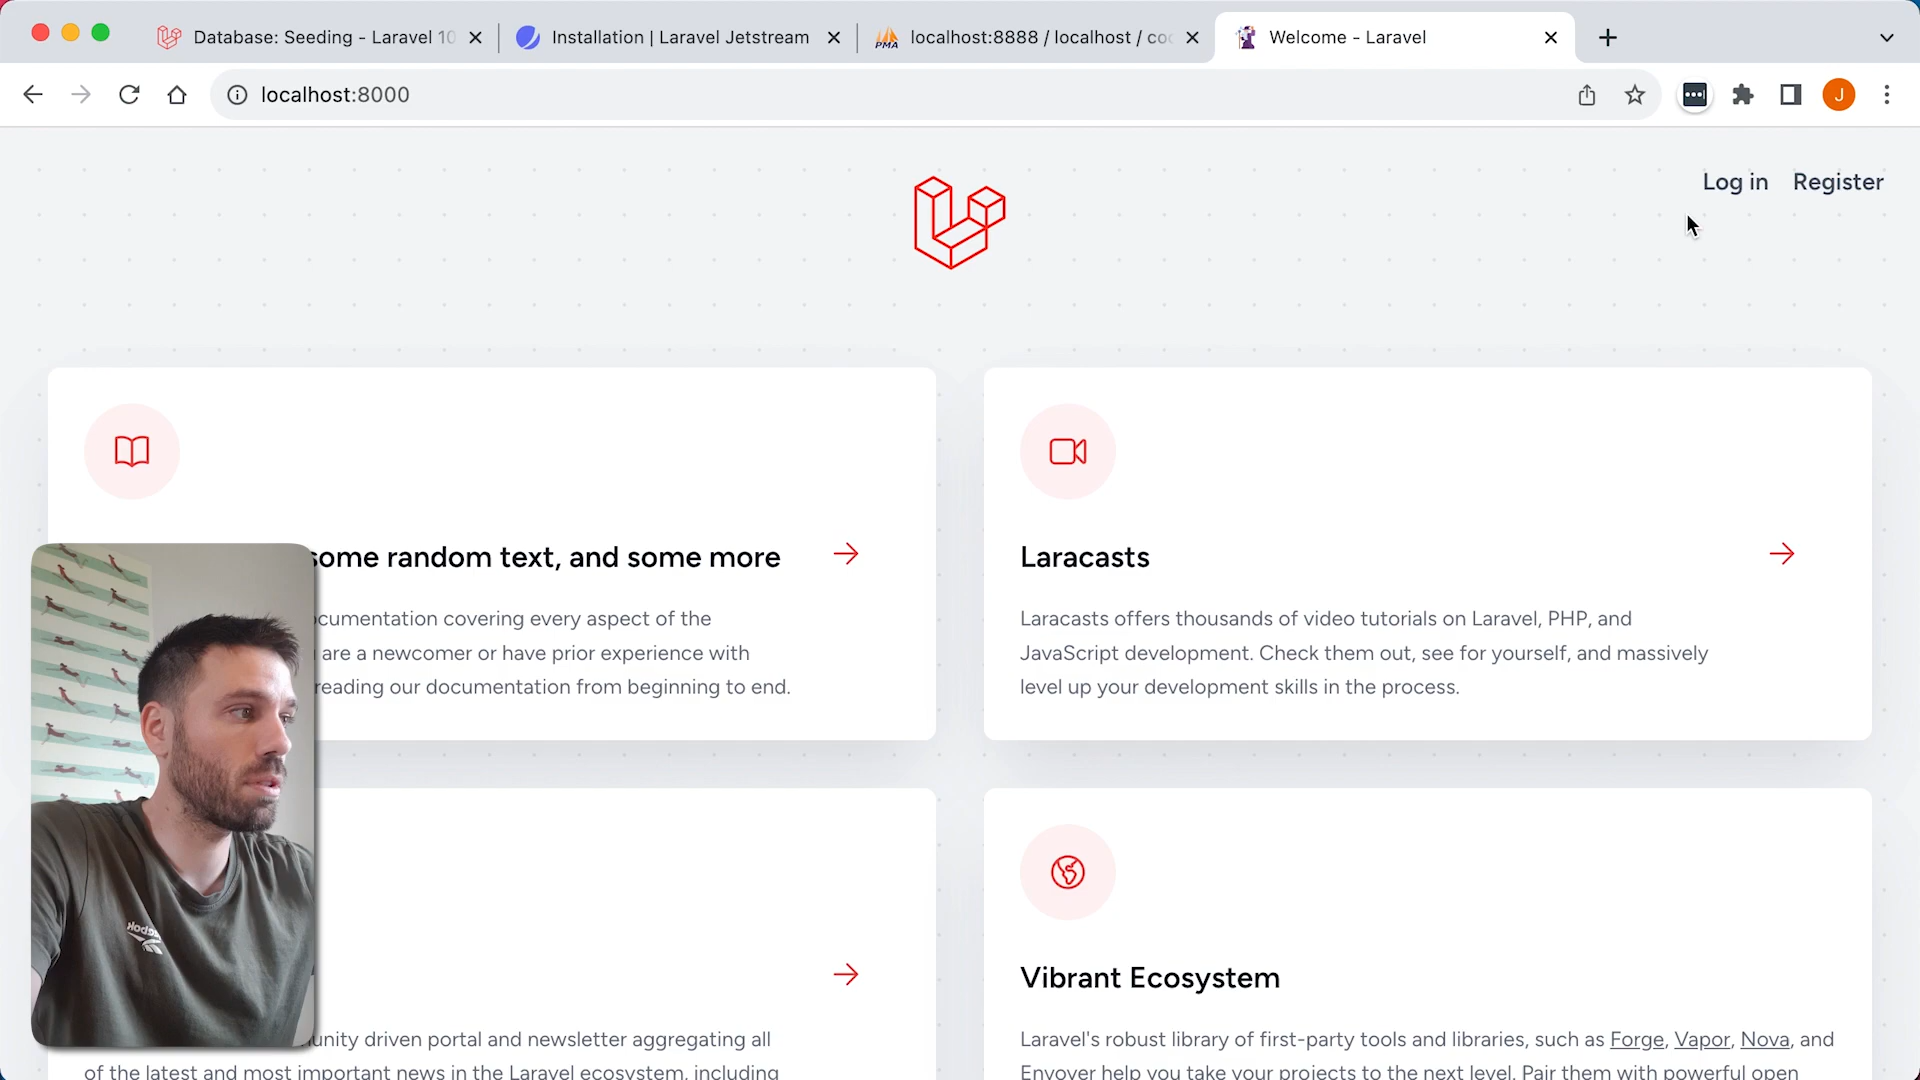 Database: Seeding - Laravel 10
Installation | Laravel Jetstream
PMA
localhost:8888 / localhost / coc
Welcome - Laravel
localhost:8000
J
Log in Register
some random text, and some more
ocumentation covering every aspect of the
are a newcomer or have prior experience with
reading our documentation from beginning to end.
Laracasts
Laracasts offers thousands of video tutorials on Laravel, PHP, and
JavaScript development. Check them out, see for yourself, and massively
level up your development skills in the process.
unity driven portal and newsletter aggregating all
of the latest and most important news in the Laravel ecosystem, including
Vibrant Ecosystem
Laravel's robust library of first-party tools and libraries, such as Forge, Vapor, Nova, and
Envoyer help you take your projects to the next level. Pair them with powerful open